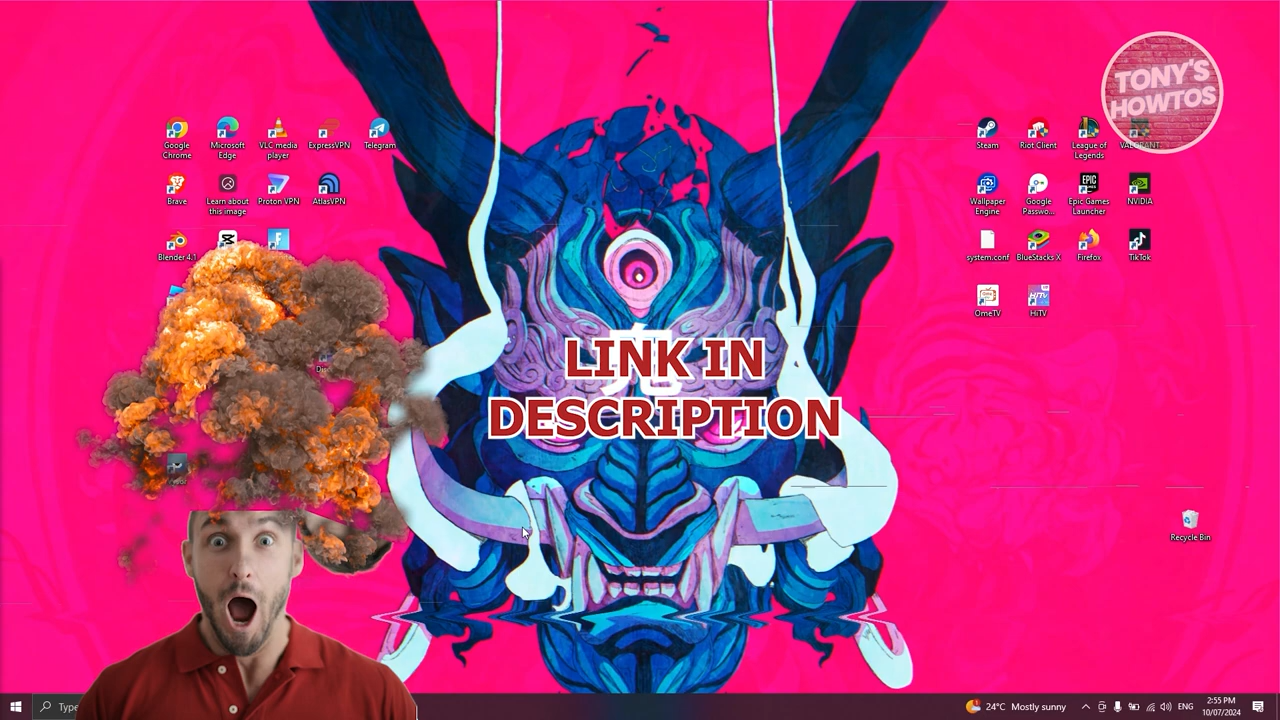 TONY'S
HOWTOS
Google
Chrome
Microsoft
Edge
VLC media
player
ExpressVPN
Telegram
Steam
Riot Client
League of
Legends
Brave
Learn about
this image
Proton VPN
AtlasVPN
Wallpaper
Engine
Google
Passwo...
Epic Games
Launcher
NVIDIA
EPIC
GAMES
Blender 4.1
system.conf
BlueStacks X
Firefox
TikTok
OmeTV
HiTV
LINK IN
DESCRIPTION
Recycle Bin
Type
24°C Mostly sunny
ENG
2:55 PM
10/07/2024